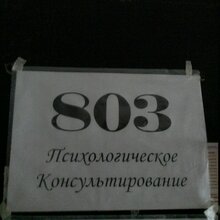 803
Психологическое
Консультирование